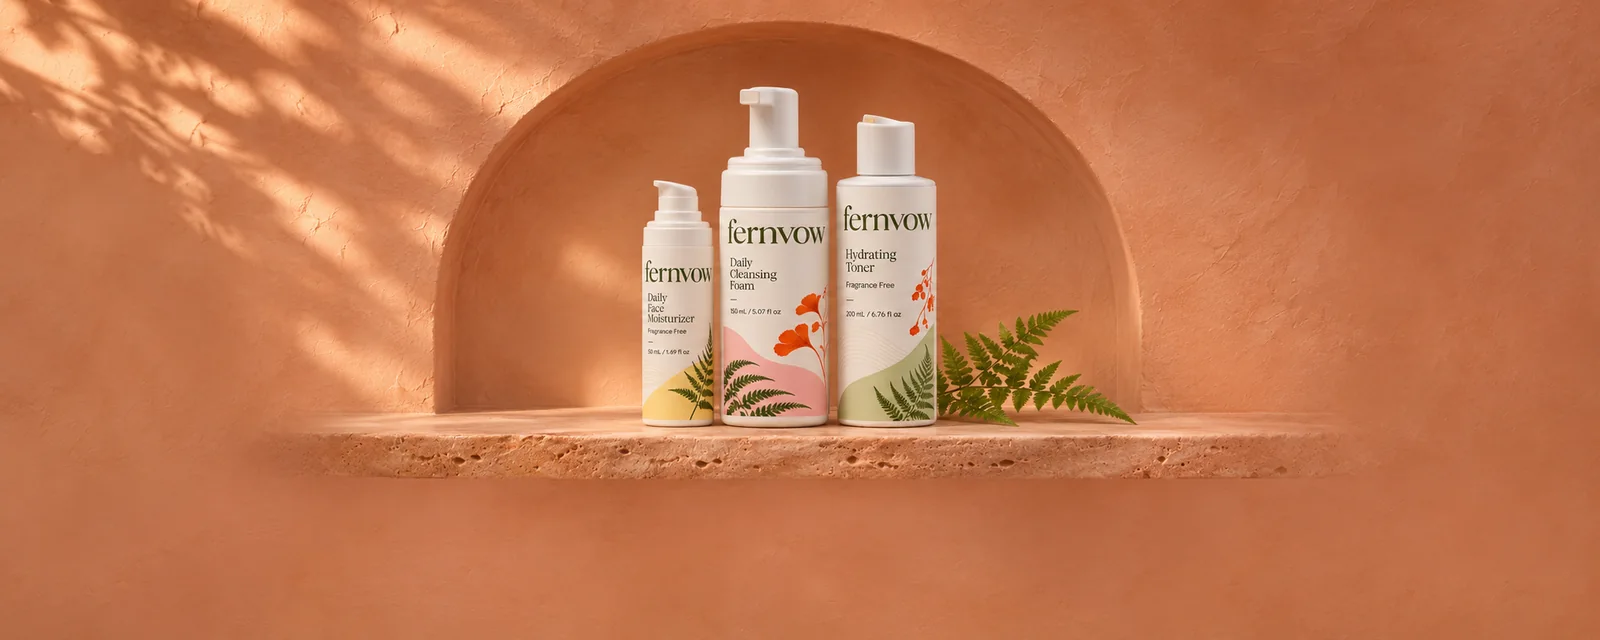 fernvow
Daily
Face
Moisturizer
Fragrance Free
50 mL / 1.69 fl oz
fernvow
Daily
Cleansing
Foam
150 mL / 5.07 fl oz
fernvow
Hydrating
Toner
Fragrance Free
200 mL / 6.76 fl oz